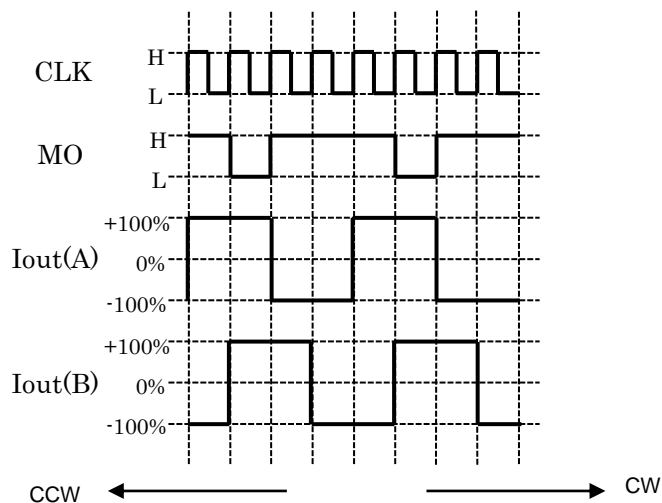 CLK
H
L
MO
H
L
Iout(A)
+100%
0%
-100%
Iout(B)
+100%
0%
-100%
CCW
CW